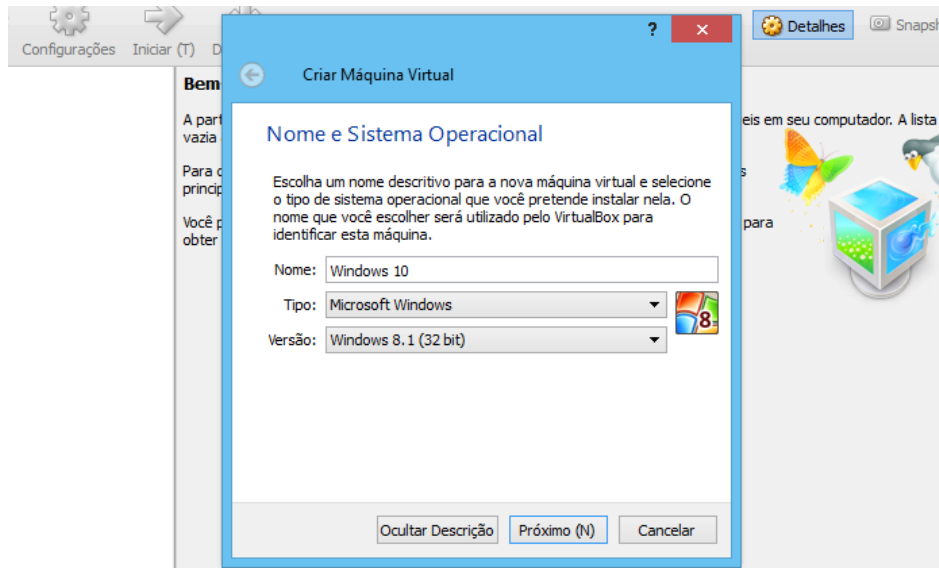 Configurações Iniciar (T) D
? ×
Detalhes
Criar Máquina Virtual
Bem
A part eis em seu computador. A lista
vazia
Nome e Sistema Operacional
Para s
princip
Escolha um nome descritivo para a nova máquina virtual e selecione
o tipo de sistema operacional que você pretende instalar nela. O
nome que você escolher será utilizado pelo VirtualBox para
identificar esta máquina.
Você p para
obter
Nome: Windows 10
Tipo: Microsoft Windows
8
Versão: Windows 8.1 (32 bit)
Ocultar Descrição Próximo (N) Cancelar